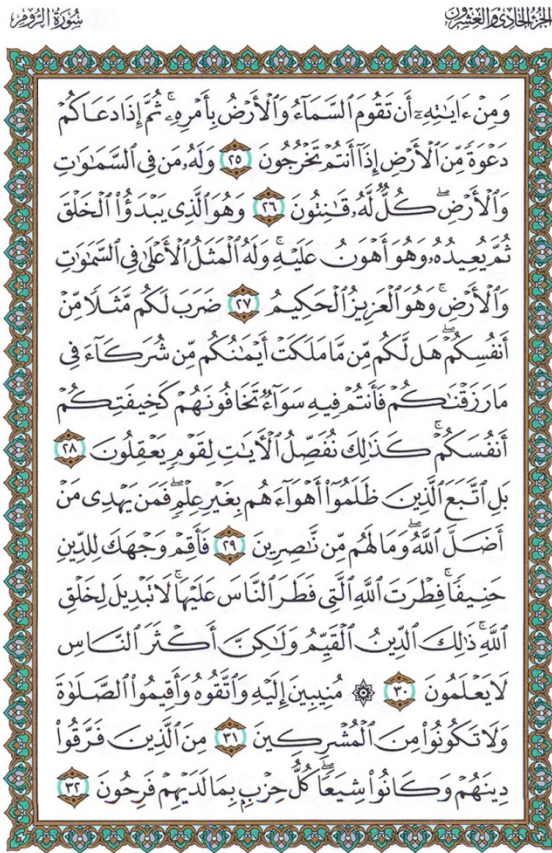 الجزء الحادي والعشرون
سورة الروم
وَمِنْ ءَايَـٰتِهِۦٓ أَن تَقُومَ ٱلسَّمَآءُ وَٱلْأَرْضُ بِأَمْرِهِۦ ۚ ثُمَّ إِذَا دَعَاكُمْ
دَعْوَةً مِّنَ ٱلْأَرْضِ إِذَآ أَنتُمْ تَخْرُجُونَ ٢٥ وَلَهُۥ مَن فِى ٱلسَّمَـٰوَٰتِ
وَٱلْأَرْضِ ۖ كُلٌّ لَّهُۥ قَـٰنِتُونَ ٢٦ وَهُوَ ٱلَّذِى يَبْدَؤُا۟ ٱلْخَلْقَ
ثُمَّ يُعِيدُهُۥ وَهُوَ أَهْوَنُ عَلَيْهِ ۚ وَلَهُ ٱلْمَثَلُ ٱلْأَعْلَىٰ فِى ٱلسَّمَـٰوَٰتِ
وَٱلْأَرْضِ ۚ وَهُوَ ٱلْعَزِيزُ ٱلْحَكِيمُ ٢٧ ضَرَبَ لَكُم مَّثَلًا مِّنْ
أَنفُسِكُمْ ۖ هَل لَّكُم مِّن مَّا مَلَكَتْ أَيْمَـٰنُكُم مِّن شُرَكَآءَ فِى
مَا رَزَقْنَـٰكُمْ فَأَنتُمْ فِيهِ سَوَآءٌ تَخَافُونَهُمْ كَخِيفَتِكُمْ
أَنفُسَكُمْ ۚ كَذَٰلِكَ نُفَصِّلُ ٱلْـَٔايَـٰتِ لِقَوْمٍ يَعْقِلُونَ ٢٨
بَلِ ٱتَّبَعَ ٱلَّذِينَ ظَلَمُوٓا۟ أَهْوَآءَهُم بِغَيْرِ عِلْمٍ ۖ فَمَن يَهْدِى مَنْ
أَضَلَّ ٱللَّهُ ۖ وَمَا لَهُم مِّن نَّـٰصِرِينَ ٢٩ فَأَقِمْ وَجْهَكَ لِلدِّينِ
حَنِيفًا ۚ فِطْرَتَ ٱللَّهِ ٱلَّتِى فَطَرَ ٱلنَّاسَ عَلَيْهَا ۚ لَا تَبْدِيلَ لِخَلْقِ
ٱللَّهِ ۚ ذَٰلِكَ ٱلدِّينُ ٱلْقَيِّمُ وَلَـٰكِنَّ أَكْثَرَ ٱلنَّاسِ
لَا يَعْلَمُونَ ٣٠ ۞ مُنِيبِينَ إِلَيْهِ وَٱتَّقُوهُ وَأَقِيمُوا۟ ٱلصَّلَوٰةَ
وَلَا تَكُونُوا۟ مِنَ ٱلْمُشْرِكِينَ ٣١ مِنَ ٱلَّذِينَ فَرَّقُوا۟
دِينَهُمْ وَكَانُوا۟ شِيَعًا ۖ كُلُّ حِزْبٍۭ بِمَا لَدَيْهِمْ فَرِحُونَ ٣٢